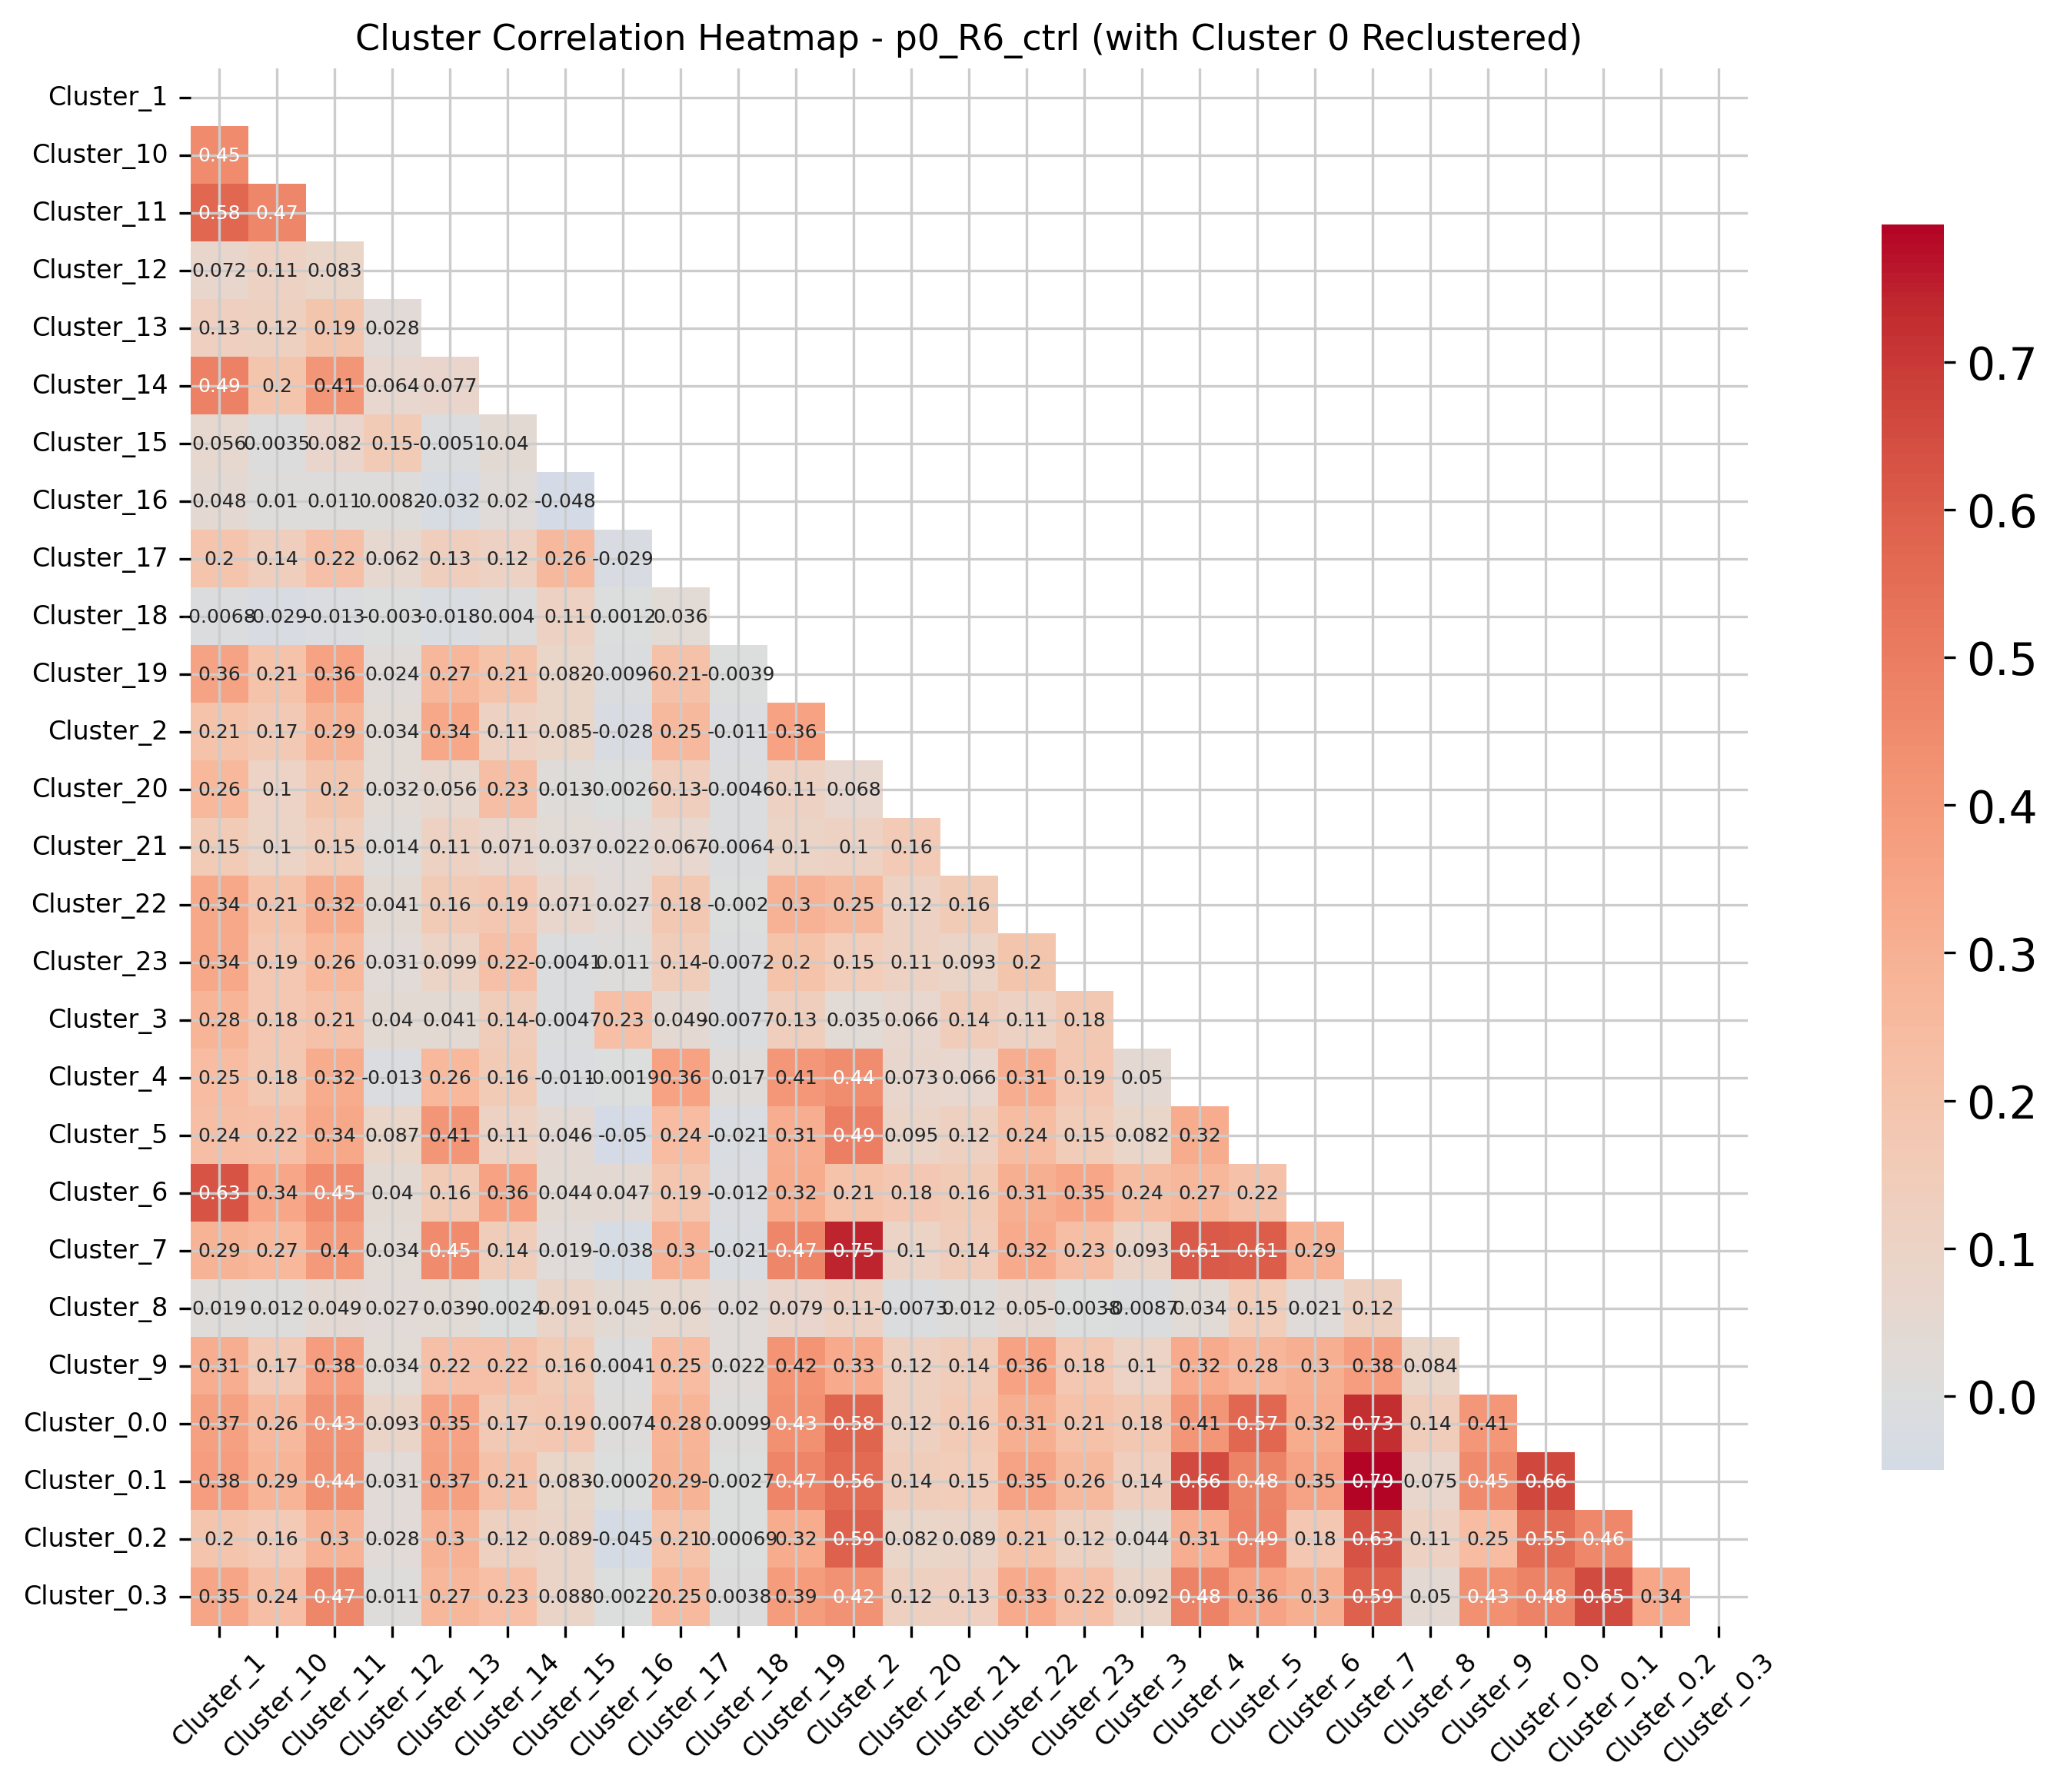 Cluster Correlation Heatmap - p0_R6_ctrl (with Cluster 0 Reclustered)
Cluster_1
Cluster_10 0.45
Cluster_11 0.58 0.47
Cluster_12 0.072 0.11 0.083
Cluster_13 0.13 0.12 0.19 0.028
Cluster_14 0.49 0.2 0.41 0.064 0.077
Cluster_15 0.056 0.0035 0.082 0.15 -0.0051 0.04
Cluster_16 0.048 0.01 0.011 0.0082 -0.032 0.02 -0.048
Cluster_17 0.2 0.14 0.22 0.062 0.13 0.12 0.26 -0.029
Cluster_18 -0.029 -0.013 -0.003 -0.018 0.004 0.11 0.0012 0.036
Cluster_19 0.36 0.21 0.36 0.024 0.27 0.21 0.082 -0.0096 0.21 -0.0039
Cluster_2 0.21 0.17 0.29 0.034 0.34 0.11 0.085 -0.028 0.25 -0.011 0.36
Cluster_20 0.26 0.1 0.2 0.032 0.056 0.23 0.013 -0.0026 0.13 -0.0046 0.11 0.068
Cluster_21 0.15 0.1 0.15 0.014 0.11 0.071 0.037 0.022 0.067 -0.0064 0.1 0.1 0.16
Cluster_22 0.34 0.21 0.32 0.041 0.16 0.19 0.071 0.027 0.18 -0.002 0.3 0.25 0.12 0.16
Cluster_23 0.34 0.19 0.26 0.031 0.099 0.22 -0.0041 0.011 0.14 -0.0072 0.2 0.15 0.11 0.093 0.2
Cluster_3 0.28 0.18 0.21 0.04 0.041 0.14 -0.0047 0.23 0.049 -0.0077 0.13 0.035 0.066 0.14 0.11 0.18
Cluster_4 0.25 0.18 0.32 -0.013 0.26 0.16 -0.011 -0.0019 0.36 0.017 0.41 0.44 0.073 0.066 0.31 0.19 0.05
Cluster_5 0.24 0.22 0.34 0.087 0.41 0.11 0.046 -0.05 0.24 -0.021 0.31 0.49 0.095 0.12 0.24 0.15 0.082 0.32
Cluster_6 0.63 0.34 0.45 0.04 0.16 0.36 0.044 0.047 0.19 -0.012 0.32 0.21 0.18 0.16 0.31 0.35 0.24 0.27 0.22
Cluster_7 0.29 0.27 0.4 0.034 0.45 0.14 0.019 -0.038 0.3 -0.021 0.47 0.75 0.1 0.14 0.32 0.23 0.093 0.61 0.61 0.29
Cluster_8 0.019 0.012 0.049 0.027 0.039 -0.0024 0.091 0.045 0.06 0.02 0.079 0.11 -0.0073 0.012 0.05 -0.0038 -0.0087 0.034 0.15 0.021 0.12
Cluster_9 0.31 0.17 0.38 0.034 0.22 0.22 0.16 0.0041 0.25 0.022 0.42 0.33 0.12 0.14 0.36 0.18 0.1 0.32 0.28 0.3 0.38 0.084
Cluster_0.0 0.37 0.26 0.43 0.093 0.35 0.17 0.19 0.0074 0.28 0.0099 0.43 0.58 0.12 0.16 0.31 0.21 0.18 0.41 0.57 0.32 0.73 0.14 0.41
Cluster_0.1 0.38 0.29 0.44 0.031 0.37 0.21 0.083 -0.0002 0.29 -0.0027 0.47 0.56 0.14 0.15 0.35 0.26 0.14 0.66 0.48 0.35 0.79 0.075 0.45 0.66
Cluster_0.2 0.2 0.16 0.3 0.028 0.3 0.12 0.089 -0.045 0.21 0.00069 0.32 0.59 0.082 0.089 0.21 0.12 0.044 0.31 0.49 0.18 0.63 0.11 0.25 0.55 0.46
Cluster_0.3 0.35 0.24 0.47 0.011 0.27 0.23 0.088 -0.0022 0.25 0.0038 0.39 0.42 0.12 0.13 0.33 0.22 0.092 0.48 0.36 0.3 0.59 0.05 0.43 0.48 0.65 0.34
Cluster_1 Cluster_10 Cluster_11 Cluster_12 Cluster_13 Cluster_14 Cluster_15 Cluster_16 Cluster_17 Cluster_18 Cluster_19 Cluster_2 Cluster_20 Cluster_21 Cluster_22 Cluster_23 Cluster_3 Cluster_4 Cluster_5 Cluster_6 Cluster_7 Cluster_8 Cluster_9 Cluster_0.0 Cluster_0.1 Cluster_0.2 Cluster_0.3
0.7
0.6
0.5
0.4
0.3
0.2
0.1
0.0